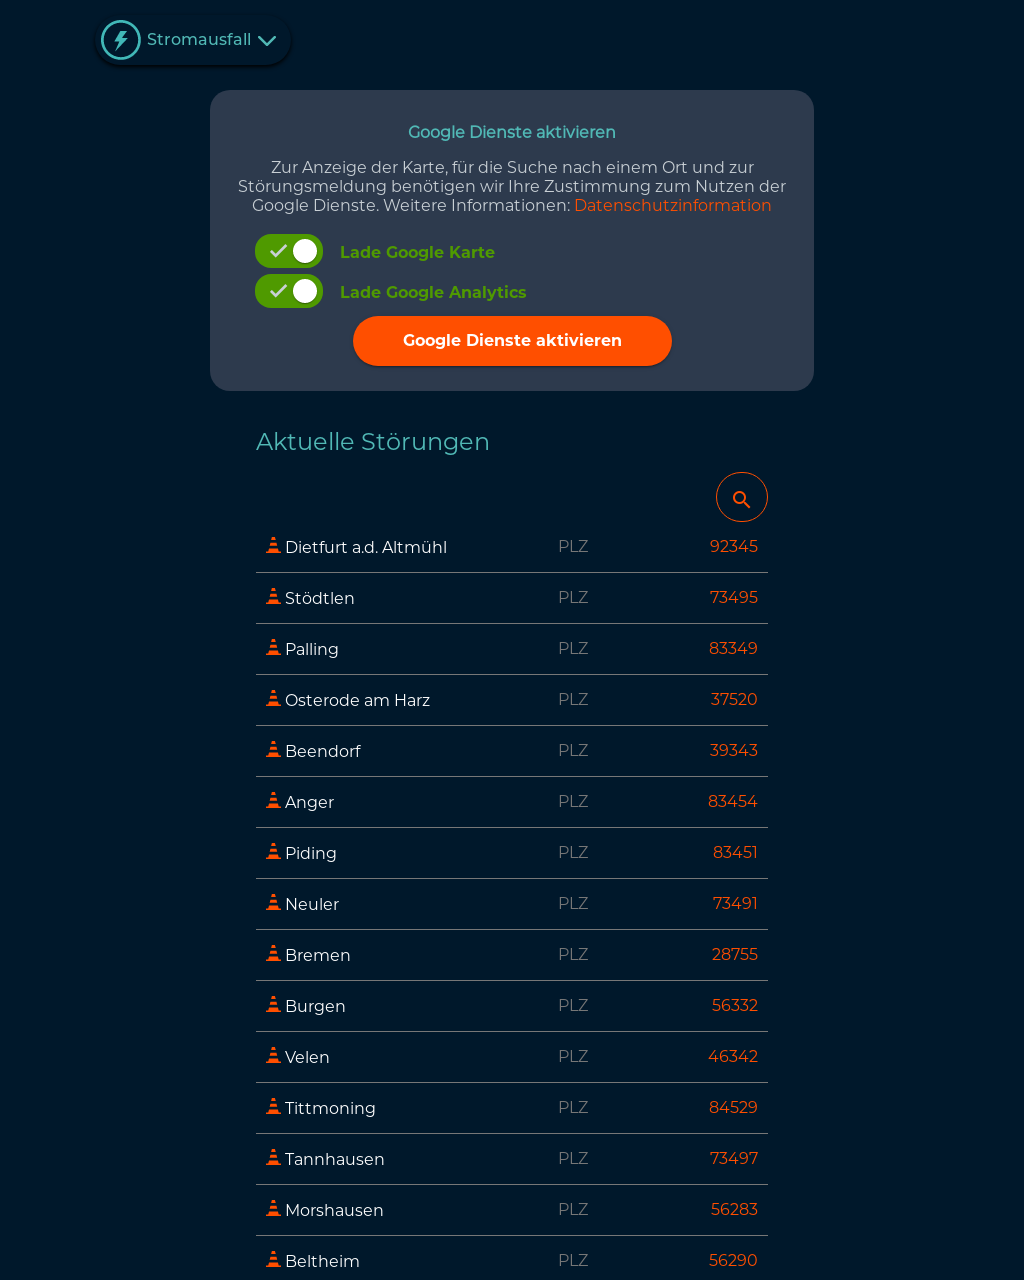 Stromausfall
Google Dienste aktivieren
Zur Anzeige der Karte, für die Suche nach einem Ort und zur
Störungsmeldung benötigen wir Ihre Zustimmung zum Nutzen der
Google Dienste. Weitere Informationen: Datenschutzinformation
Lade Google Karte
Lade Google Analytics
Google Dienste aktivieren
Aktuelle Störungen
Dietfurt a.d. Altmühl PLZ 92345
Stödtlen PLZ 73495
Palling PLZ 83349
Osterode am Harz PLZ 37520
Beendorf PLZ 39343
Anger PLZ 83454
Piding PLZ 83451
Neuler PLZ 73491
Bremen PLZ 28755
Burgen PLZ 56332
Velen PLZ 46342
Tittmoning PLZ 84529
Tannhausen PLZ 73497
Morshausen PLZ 56283
Beltheim PLZ 56290